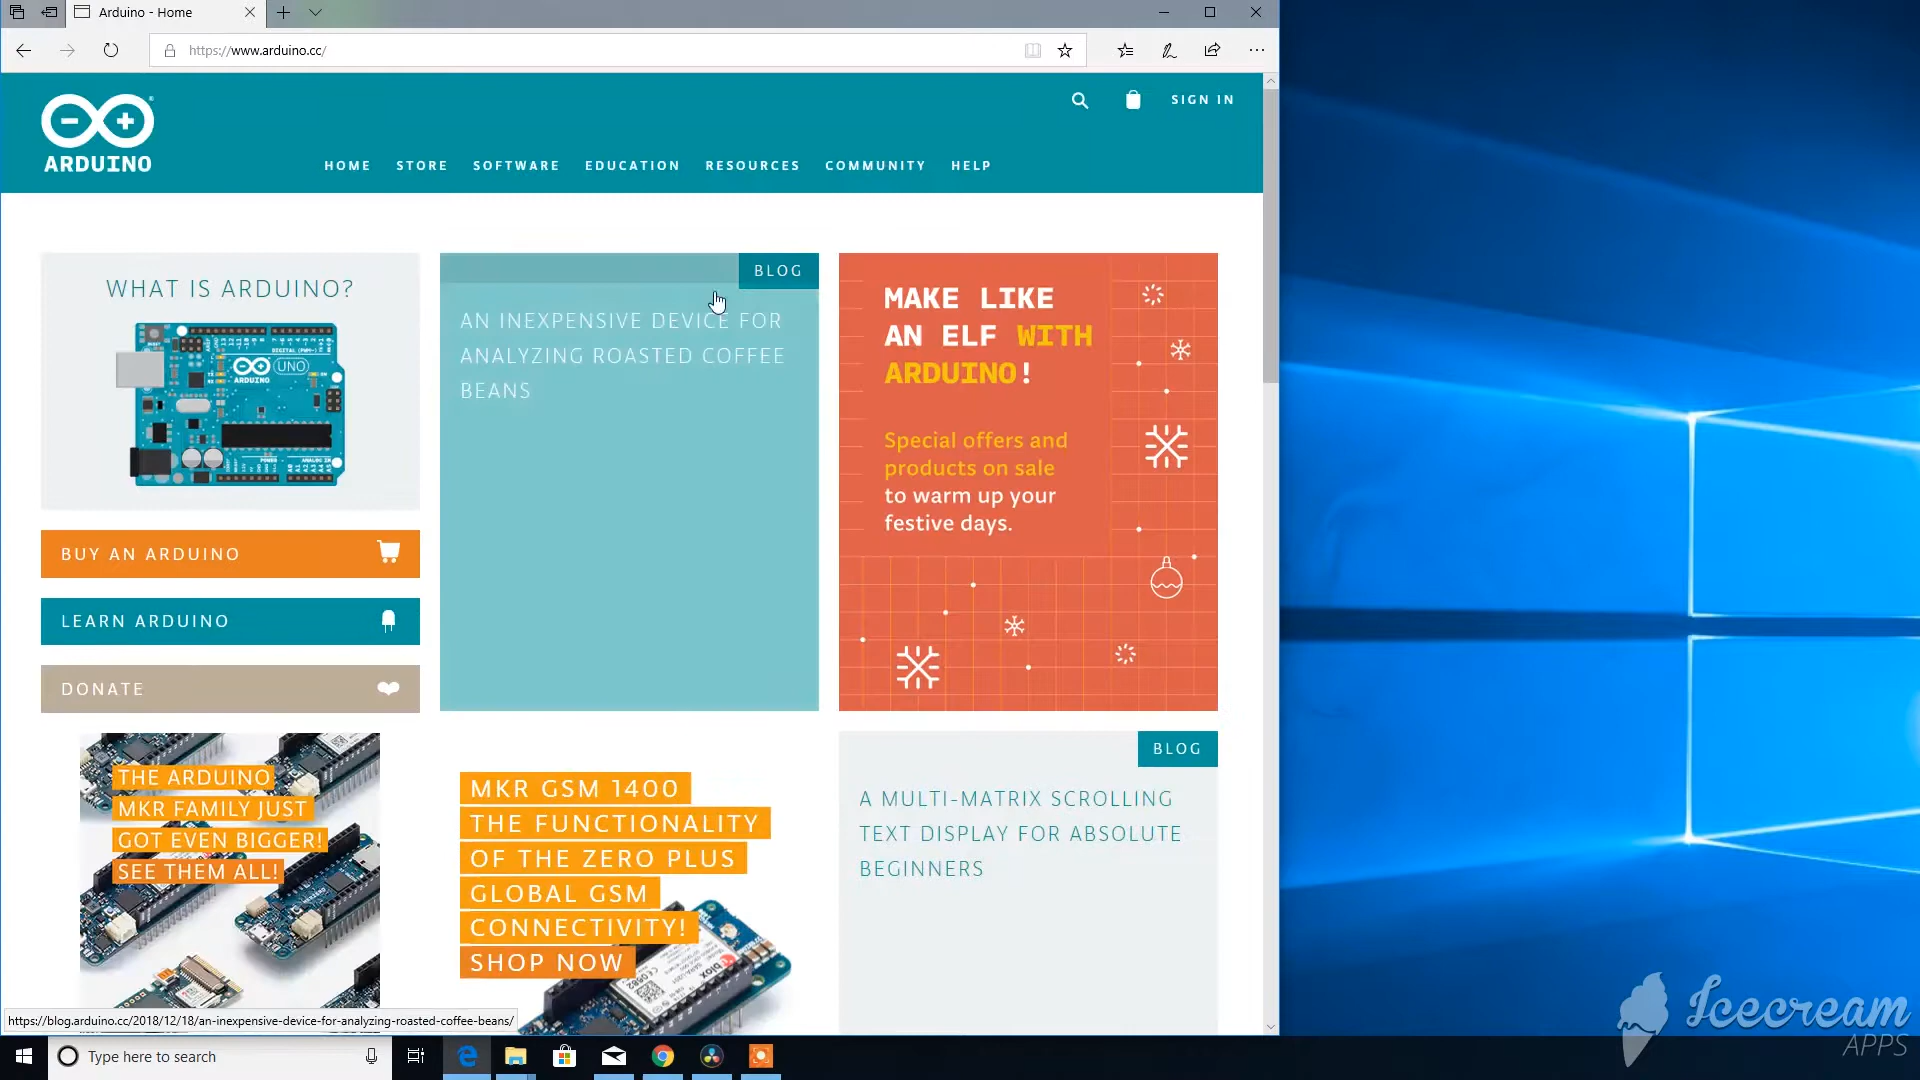 Arduino - Home
https://www.arduino.cc/
SIGN IN
ARDUINO
HOME STORE SOFTWARE EDUCATION RESOURCES COMMUNITY HELP
WHAT IS ARDUINO?
ARDUINO
UNO
BUY AN ARDUINO
LEARN ARDUINO
DONATE
THE ARDUINO
MKR FAMILY JUST
GOT EVEN BIGGER!
SEE THEM ALL!
BLOG
AN INEXPENSIVE DEVICE FOR
ANALYZING ROASTED COFFEE
BEANS
MKR GSM 1400
THE FUNCTIONALITY
OF THE ZERO PLUS
GLOBAL GSM
CONNECTIVITY!
SHOP NOW
MAKE LIKE
AN ELF WITH
ARDUINO!
Special offers and
products on sale
to warm up your
festive days.
BLOG
A MULTI-MATRIX SCROLLING
TEXT DISPLAY FOR ABSOLUTE
BEGINNERS
https://blog.arduino.cc/2018/12/18/an-inexpensive-device-for-analyzing-roasted-coffee-beans/
Type here to search
Icecream
APPS